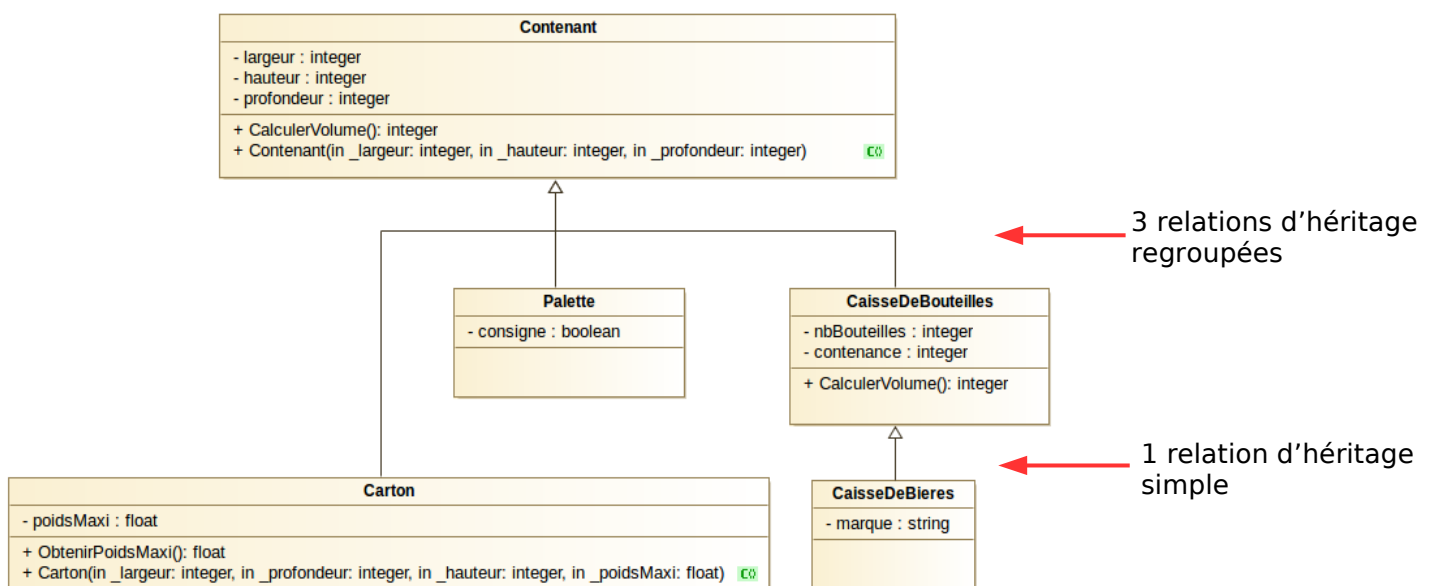 Contenant
- largeur : integer
- hauteur : integer
- profondeur : integer
+ CalculerVolume(): integer
+ Contenant(in _largeur: integer, in _hauteur: integer, in _profondeur: integer) C()
3 relations d’héritage
regroupées
Palette
- consigne : boolean
CaisseDeBouteilles
- nbBouteilles : integer
- contenance : integer
+ CalculerVolume(): integer
1 relation d’héritage
simple
Carton
- poidsMaxi : float
+ ObtenirPoidsMaxi(): float
+ Carton(in _largeur: integer, in _profondeur: integer, in _hauteur: integer, in _poidsMaxi: float) C()
CaisseDeBieres
- marque : string